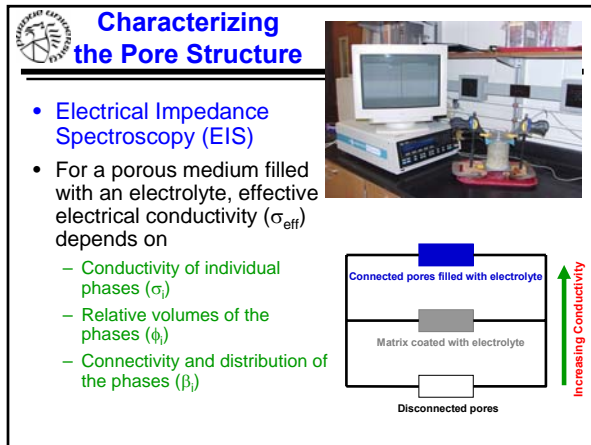 Characterizing
the Pore Structure
• Electrical Impedance
Spectroscopy (EIS)
• For a porous medium filled
with an electrolyte, effective
electrical conductivity (σeff)
depends on
– Conductivity of individual
phases (σi)
– Relative volumes of the
phases (ϕi)
– Connectivity and distribution of
the phases (βi)
Connected pores filled with electrolyte
Matrix coated with electrolyte
Disconnected pores
Increasing Conductivity